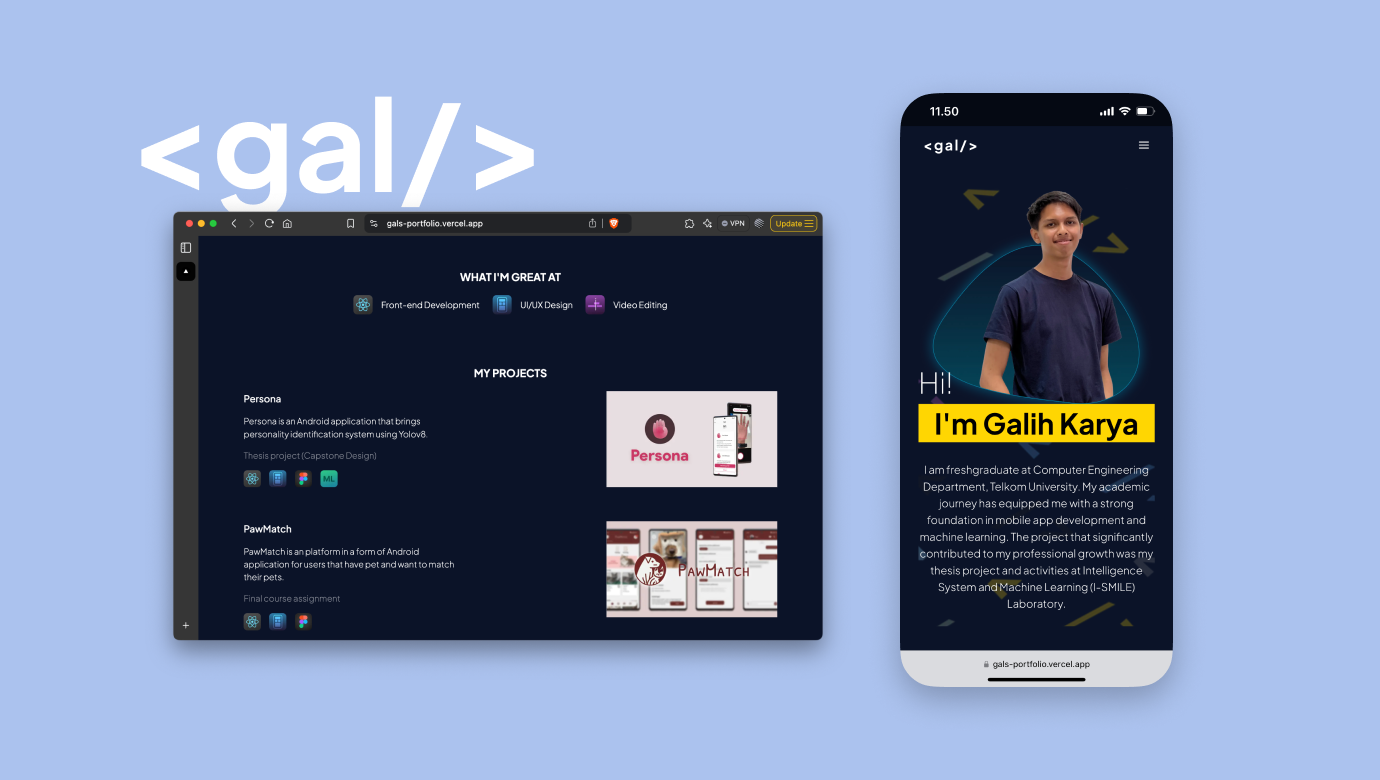 <gal/>
gals-portfolio.vercel.app
VPN
Update
WHAT I'M GREAT AT
Front-end Development
UI/UX Design
Video Editing
MY PROJECTS
Persona
Persona is an Android application that brings
personality identification system using Yolov8.
Thesis project (Capstone Design)
ML
Persona
PawMatch
PawMatch is an platform in a form of Android
application for users that have pet and want to match
their pets.
Final course assignment
PawMatch
11.50
<gal/>
Hi!
I'm Galih Karya
I am freshgraduate at Computer Engineering
Department, Telkom University. My academic
journey has equipped me with a strong
foundation in mobile app development and
machine learning. The project that significantly
contributed to my professional growth was my
thesis project and activities at Intelligence
System and Machine Learning (I-SMILE)
Laboratory.
gals-portfolio.vercel.app